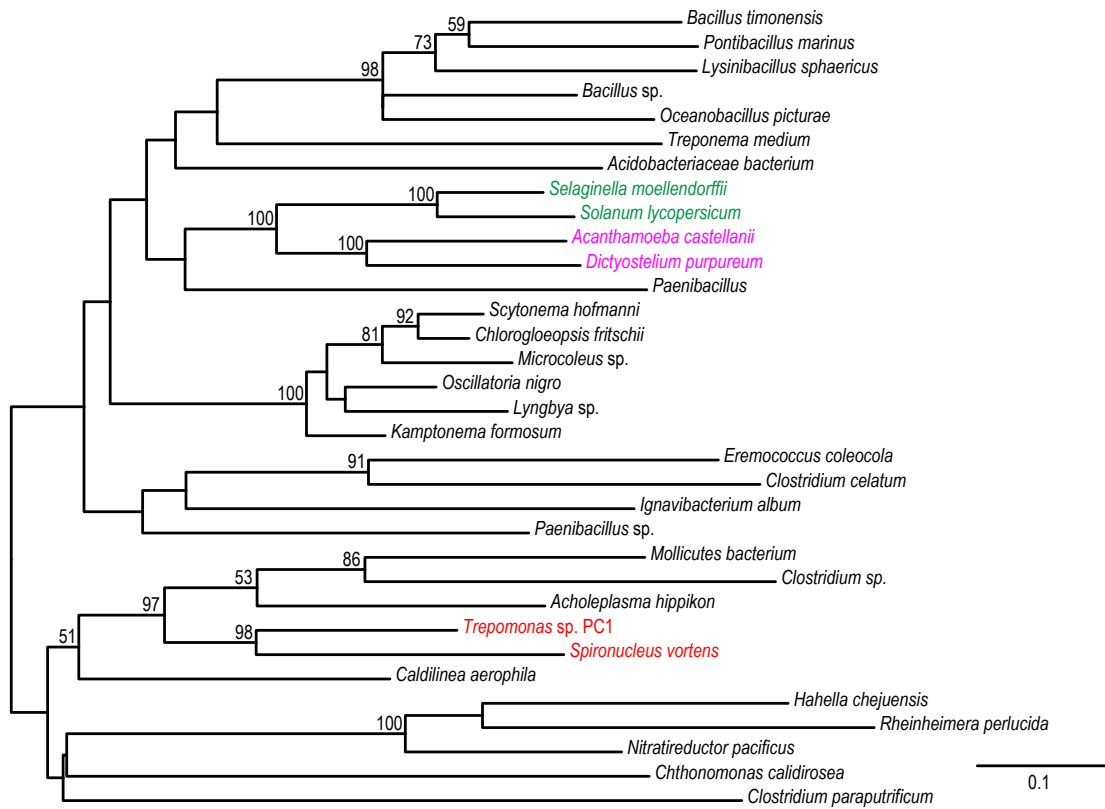 Bacillus timonensis
59
Pontibacillus marinus
73
Lysinibacillus sphaericus
98
Bacillus sp.
Oceanobacillus picturae
Treponema medium
Acidobacteriaceae bacterium
100
Selaginella moellendorffii
Solanum lycopersicum
100
Acanthamoeba castellanii
100
Dictyostelium purpureum
Paenibacillus
Scytonema hofmanni
92
Chlorogloeopsis fritschii
81
Microcoleus sp.
Oscillatoria nigro
100
Lyngbya sp.
Kamptonema formosum
Eremococcus coleocola
91
Clostridium celatum
Ignavibacterium album
Paenibacillus sp.
Mollicutes bacterium
86
Clostridium sp.
53
Acholeplasma hippikon
97
Trepomonas sp. PC1
98
51
Spironucleus vortens
Caldilinea aerophila
Hahella chejuensis
100
Rheinheimera perlucida
Nitratireductor pacificus
Chthonomonas calidirosea
0.1
Clostridium paraputrificum